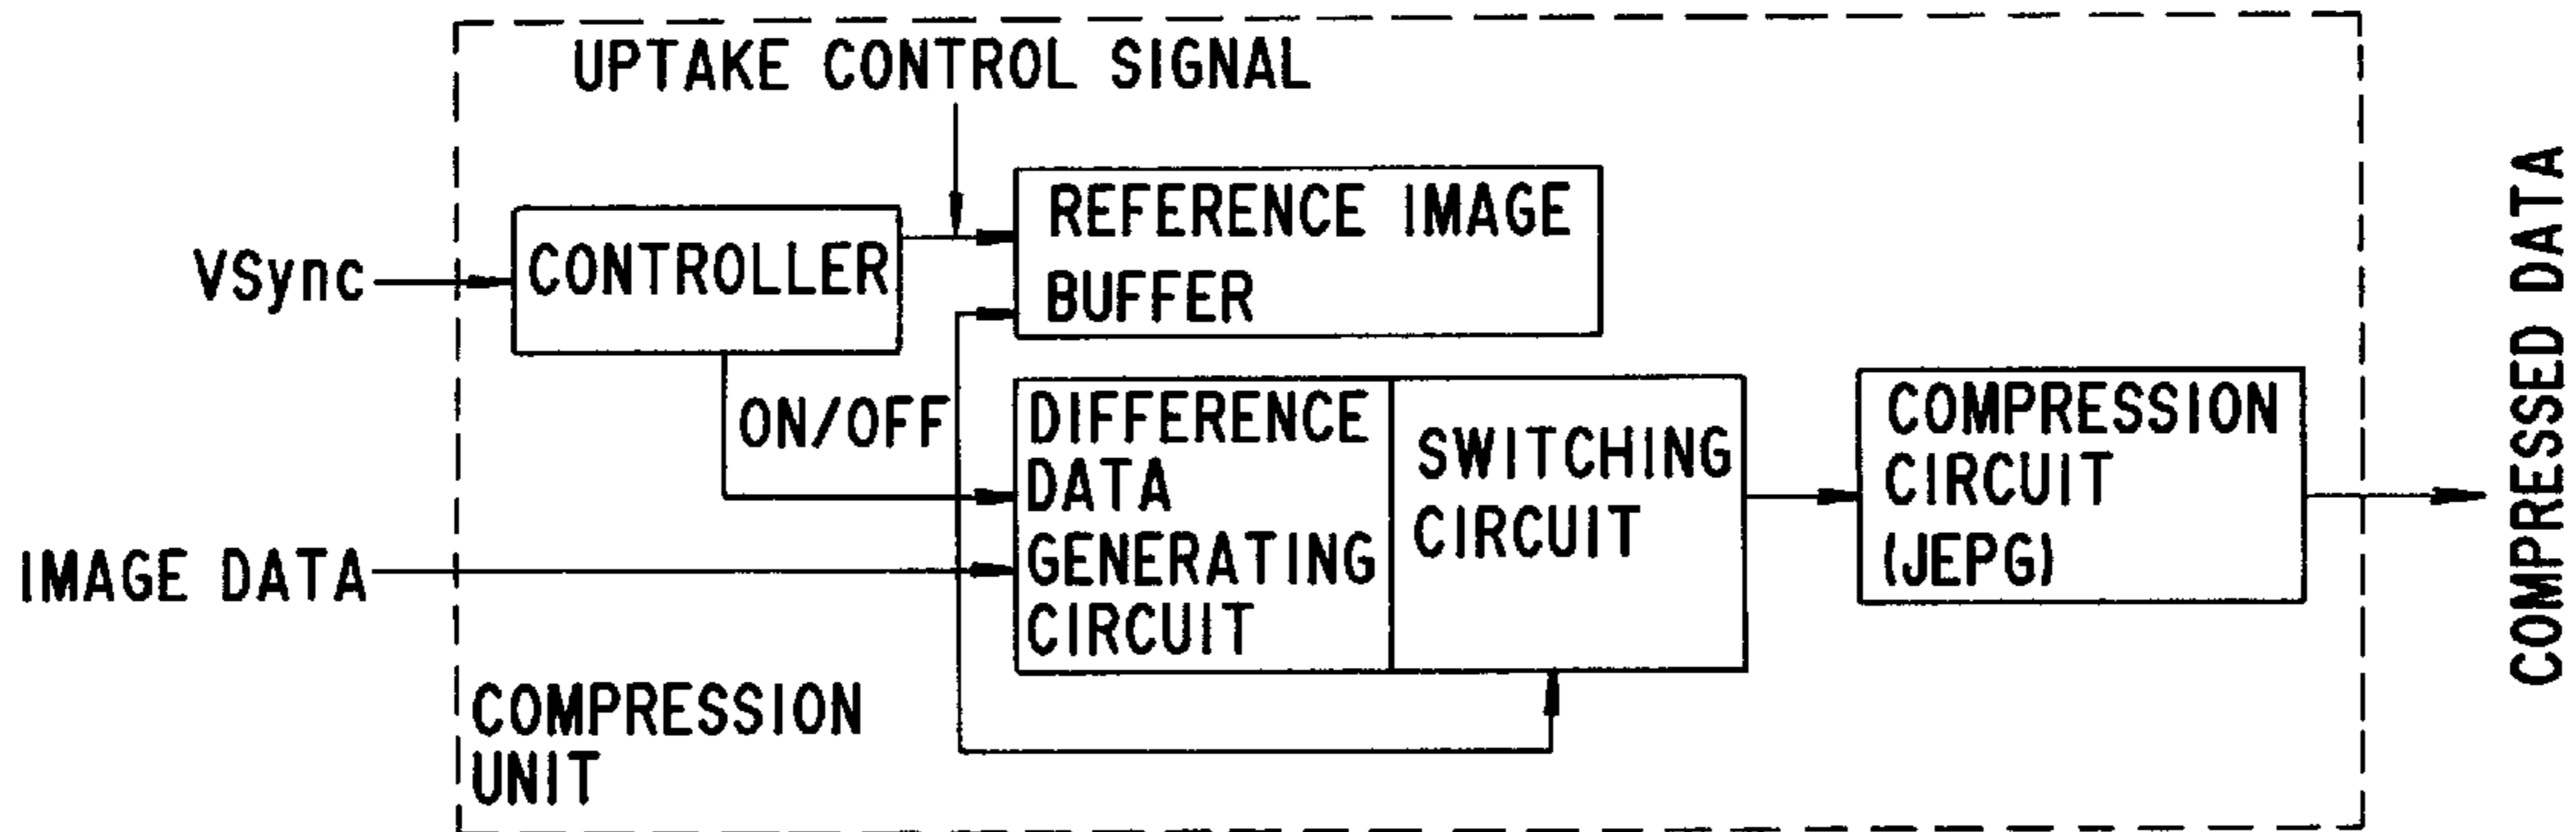 UPTAKE CONTROL SIGNAL
REFERENCE IMAGE
BUFFER
CONTROLLER
VSync
ON/OFF
DIFFERENCE
DATA
GENERATING
CIRCUIT
SWITCHING
CIRCUIT
COMPRESSION
CIRCUIT
(JEPG)
IMAGE DATA
COMPRESSION
UNIT
COMPRESSED DATA